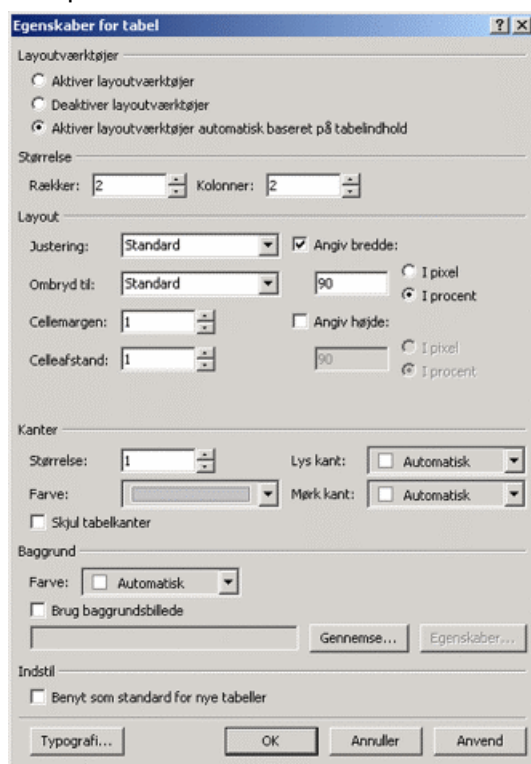 Egenskaber for tabel
Layoutværktøjer
Aktiver layoutværktøjer
Deaktiver layoutværktøjer
Aktiver layoutværktøjer automatisk baseret på tabelindhold
Størrelse
Rækker: 2 Kolonner: 2
Layout
Justering: Standard Angiv bredde:
Ombryd til: Standard 90 I pixel
I procent
Cellemargen: 1 Angiv højde:
Celleafstand: 1 90 I pixel
I procent
Kanter
Størrelse: 1 Lys kant: Automatisk
Farve: Mørk kant: Automatisk
Skjul tabelkanter
Baggrund
Farve: Automatisk
Brug baggrundsbillede
Gennemse... Egenskaber...
Indstil
Benyt som standard for nye tabeller
Typografi... OK Annuller Anvend